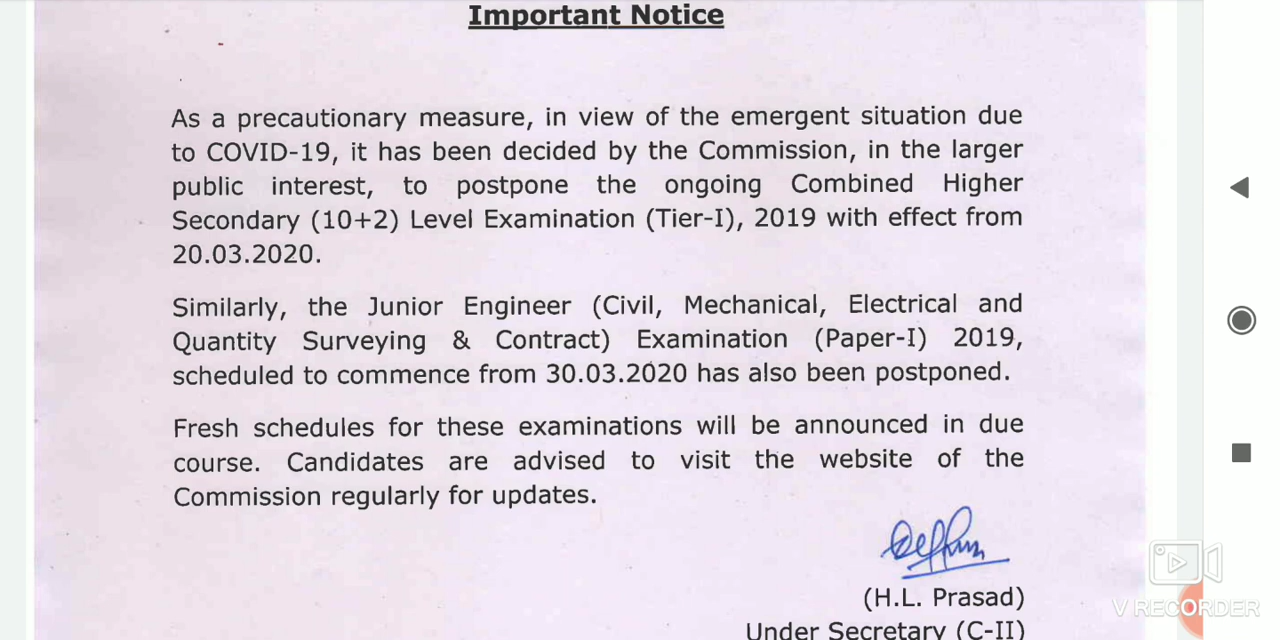 Important Notice
As a precautionary measure, in view of the emergent situation due
to COVID-19, it has been decided by the Commission, in the larger
public interest, to postpone the ongoing Combined Higher
Secondary (10+2) Level Examination (Tier-I), 2019 with effect from
20.03.2020.
Similarly, the Junior Engineer (Civil, Mechanical, Electrical and
Quantity Surveying & Contract) Examination (Paper-I) 2019,
scheduled to commence from 30.03.2020 has also been postponed.
Fresh schedules for these examinations will be announced in due
course. Candidates are advised to visit the website of the
Commission regularly for updates.
(H.L. Prasad)
Under Secretary (C-II)
V RECORDER